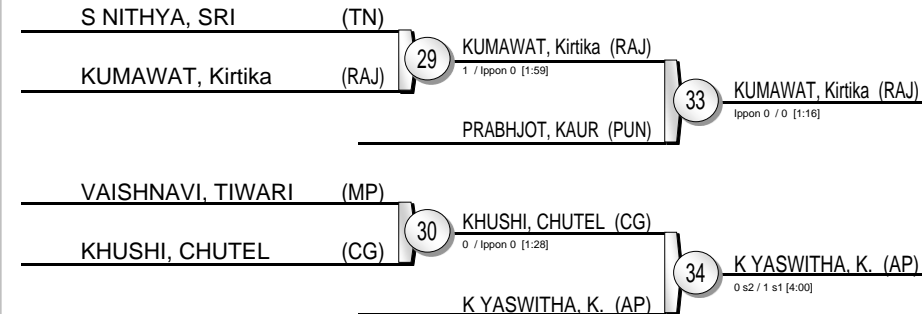 S NITHYA, SRI (TN)
29
KUMAWAT, Kirtika (RAJ)
1 / Ippon 0 [1:59]
KUMAWAT, Kirtika (RAJ)
33
KUMAWAT, Kirtika (RAJ)
Ippon 0 / 0 [1:16]
PRABHJOT, KAUR (PUN)
VAISHNAVI, TIWARI (MP)
30
KHUSHI, CHUTEL (CG)
0 / Ippon 0 [1:28]
KHUSHI, CHUTEL (CG)
34
K YASWITHA, K. (AP)
0 s2 / 1 s1 [4:00]
K YASWITHA, K. (AP)